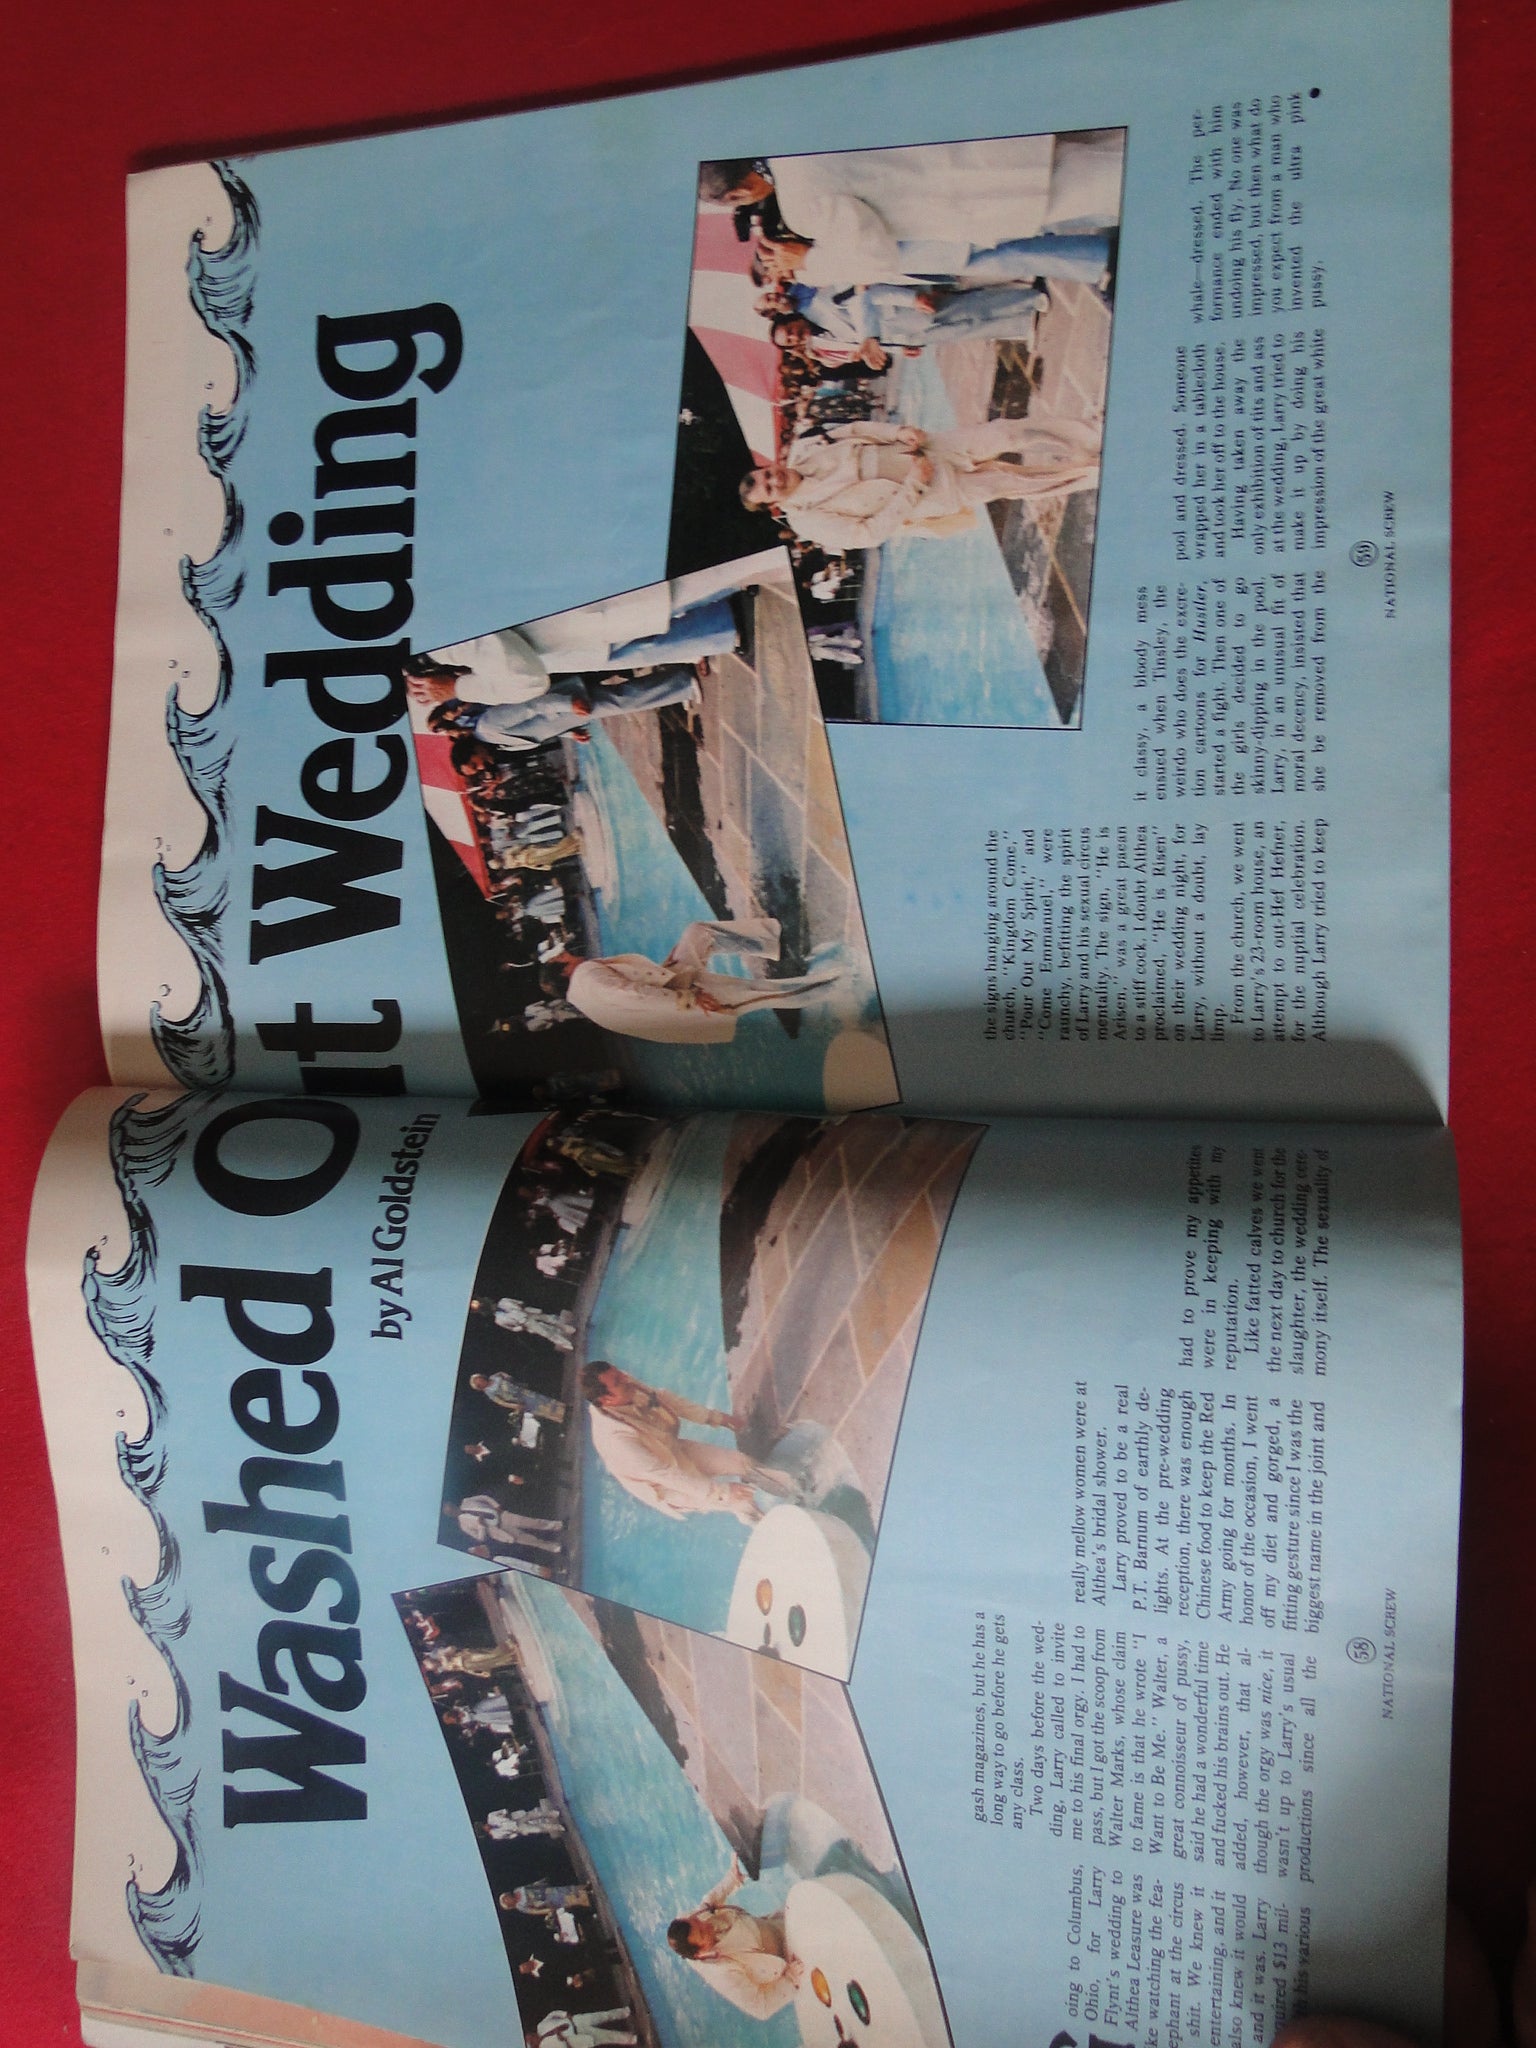 Washed Out Wedding
by Al Goldstein
oing to Columbus,
Ohio, for Larry
Flynt's wedding to
Althea Leasure was
ke watching the fea-
ephant at the circus
shit. We knew it
entertaining, and it
also knew it would
and it was. Larry
quired $13 mil-
his various
gash magazines, but he has a
long way to go before he gets
any class.
Two days before the wed-
ding, Larry called to invite
me to his final orgy. I had to
pass, but I got the scoop from
Walter Marks, whose claim
to fame is that he wrote "I
Want to Be Me." Walter, a
great connoisseur of pussy,
said he had a wonderful time
and fucked his brains out. He
added, however, that al-
though the orgy was nice, it
wasn't up to Larry's usual
productions since all the
really mellow women were at
Althea's bridal shower.
Larry proved to be a real
P.T. Barnum of earthly de-
lights. At the pre-wedding
reception, there was enough
Chinese food to keep the Red
Army going for months. In
honor of the occasion, I went
off my diet and gorged, a
fitting gesture since I was the
biggest name in the joint and
had to prove my appetites
were in keeping with my
reputation.
Like fatted calves we went
the next day to church for the
slaughter, the wedding cere-
mony itself. The sexuality of
58
NATIONAL SCREW
the signs hanging around the
church, "Kingdom Come,"
"Pour Out My Spirit," and
"Come Emmanuel" were
raunchy, befitting the spirit
of Larry and his sexual circus
mentality. The sign, "He is
Arisen," was a great paean
to a stiff cock. I doubt Althea
proclaimed, "He is Risen"
on their wedding night, for
Larry, without a doubt, lay
limp.
From the church, we went
to Larry's 23-room house, an
attempt to out-Hef Hefner,
for the nuptial celebration.
Although Larry tried to keep
it classy, a bloody mess
ensued when Tinsley, the
weirdo who does the excre-
tion cartoons for Hustler,
started a fight. Then one of
the girls decided to go
skinny-dipping in the pool.
Larry, in an unusual fit of
moral decency, insisted that
she be removed from the
pool and dressed. Someone
wrapped her in a tablecloth
and took her off to the house.
Having taken away the
only exhibition of tits and ass
at the wedding, Larry tried to
make it up by doing his
impression of the great white
whale—dressed. The per-
formance ended with him
undoing his fly. No one was
impressed, but then what do
you expect from a man who
invented the ultra pink
pussy.
59
NATIONAL SCREW